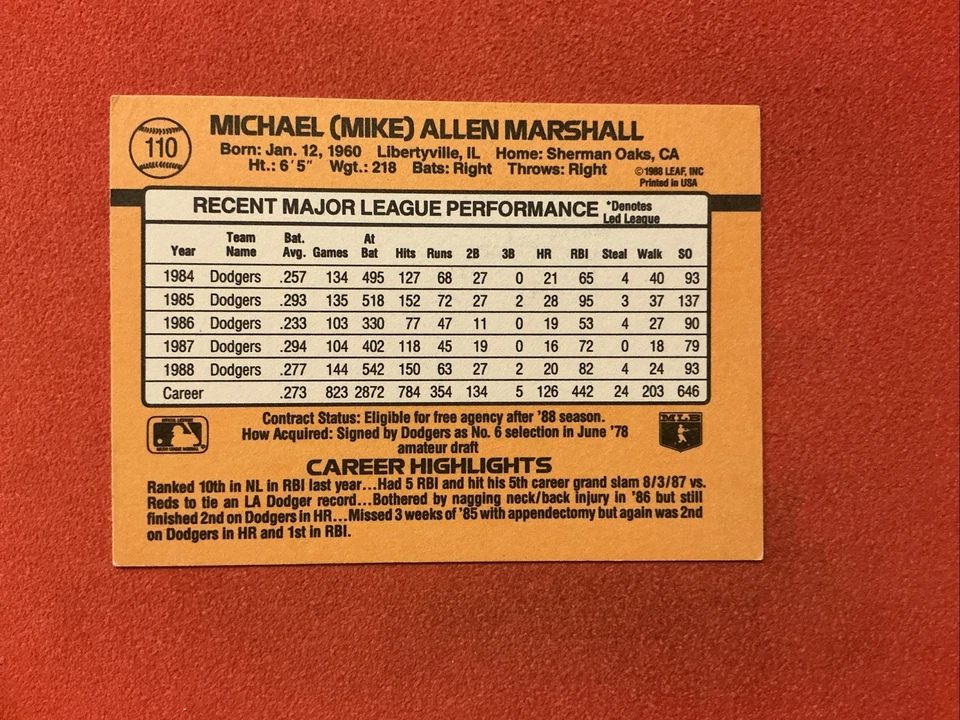 110
MICHAEL (MIKE) ALLEN MARSHALL
Born: Jan. 12, 1960 Libertyville, IL Home: Sherman Oaks, CA
Ht.: 6'5" Wgt.: 218 Bats: Right Throws: Right
©1988 LEAF, INC
Printed in USA
RECENT MAJOR LEAGUE PERFORMANCE *Denotes Led League
Year Team Name Bat. Avg. Games At Bat Hits Runs 2B 3B HR RBI Steal Walk SO
1984 Dodgers .257 134 495 127 68 27 0 21 65 4 40 93
1985 Dodgers .293 135 518 152 72 27 2 28 95 3 37 137
1986 Dodgers .233 103 330 77 47 11 0 19 53 4 27 90
1987 Dodgers .294 104 402 118 45 19 0 16 72 0 18 79
1988 Dodgers .277 144 542 150 63 27 2 20 82 4 24 93
Career .273 823 2872 784 354 134 5 126 442 24 203 646
Contract Status: Eligible for free agency after '88 season.
How Acquired: Signed by Dodgers as No. 6 selection in June '78
amateur draft
MLB
CAREER HIGHLIGHTS
Ranked 10th in NL in RBI last year...Had 5 RBI and hit his 5th career grand slam 8/3/87 vs.
Reds to tie an LA Dodger record...Bothered by nagging neck/back injury in '86 but still
finished 2nd on Dodgers in HR...Missed 3 weeks of '85 with appendectomy but again was 2nd
on Dodgers in HR and 1st in RBI.